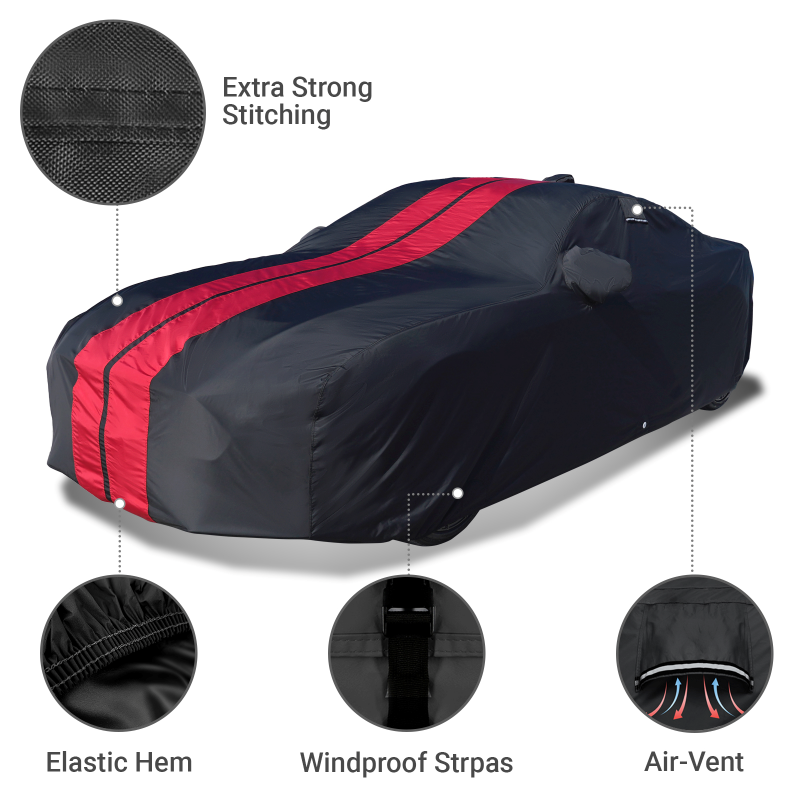 Extra Strong
Stitching
Elastic Hem
Windproof Strpas
Air-Vent